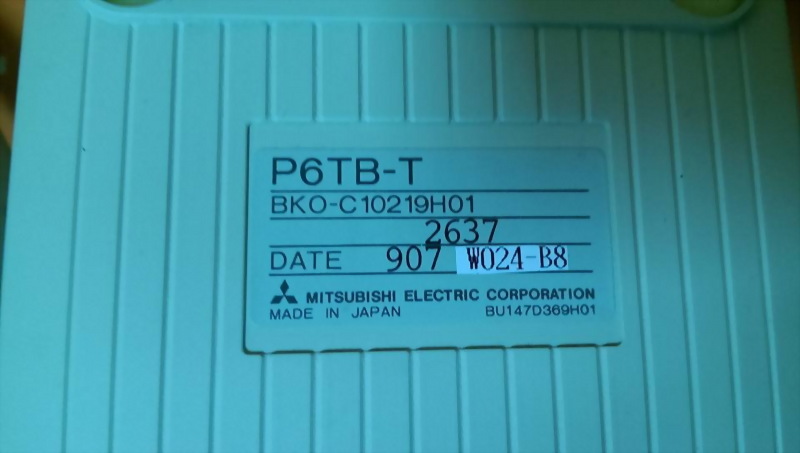 P6TB-T
BKO-C10219H01
2637
DATE 907 W024-B8
MITSUBISHI ELECTRIC CORPORATION
MADE IN JAPAN BU147D369H01